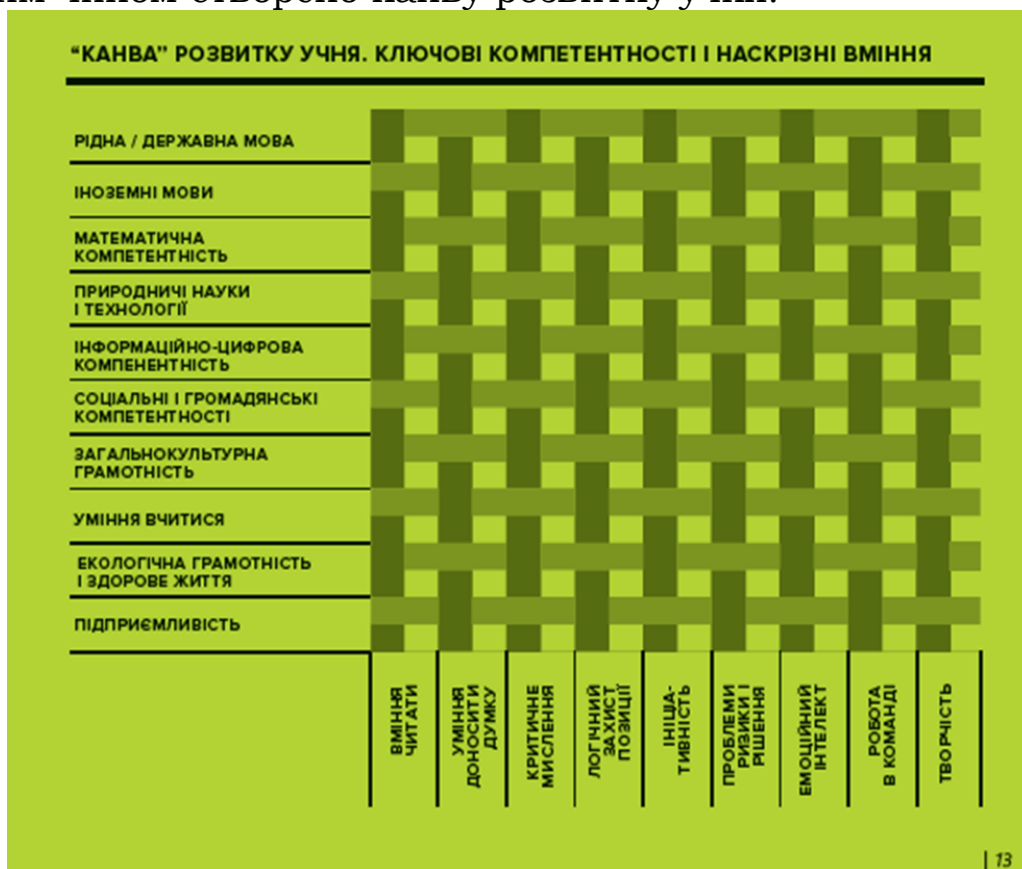 “КАНВА” РОЗВИТКУ УЧНЯ. КЛЮЧОВІ КОМПЕТЕНТНОСТІ І НАСКРІЗНІ ВМІННЯ
РІДНА / ДЕРЖАВНА МОВА
ІНОЗЕМНІ МОВИ
МАТЕМАТИЧНА
КОМПЕТЕНТНІСТЬ
ПРИРОДНИЧІ НАУКИ
І ТЕХНОЛОГІЇ
ІНФОРМАЦІЙНО-ЦИФРОВА
КОМПЕНЕНТНІСТЬ
СОЦІАЛЬНІ І ГРОМАДЯНСЬКІ
КОМПЕТЕНТНОСТІ
ЗАГАЛЬНОКУЛЬТУРНА
ГРАМОТНІСТЬ
УМІННЯ ВЧИТИСЯ
ЕКОЛОГІЧНА ГРАМОТНІСТЬ
І ЗДОРОВЕ ЖИТТЯ
ПІДПРИЄМЛИВІСТЬ
ВМІННЯ
ЧИТАТИ
УМІННЯ
ДОНОСИТИ
ДУМКУ
КРИТИЧНЕ
МИСЛЕННЯ
ЛОГІЧНИЙ
ЗАХИСТ
ПОЗИЦІЇ
ІНІЦІА-
ТИВНІСТЬ
ПРОБЛЕМИ
РИЗИКИ І
РІШЕННЯ
ЕМОЦІЙНИЙ
ІНТЕЛЕКТ
РОБОТА
В КОМАНДІ
ТВОРЧІСТЬ
| 13